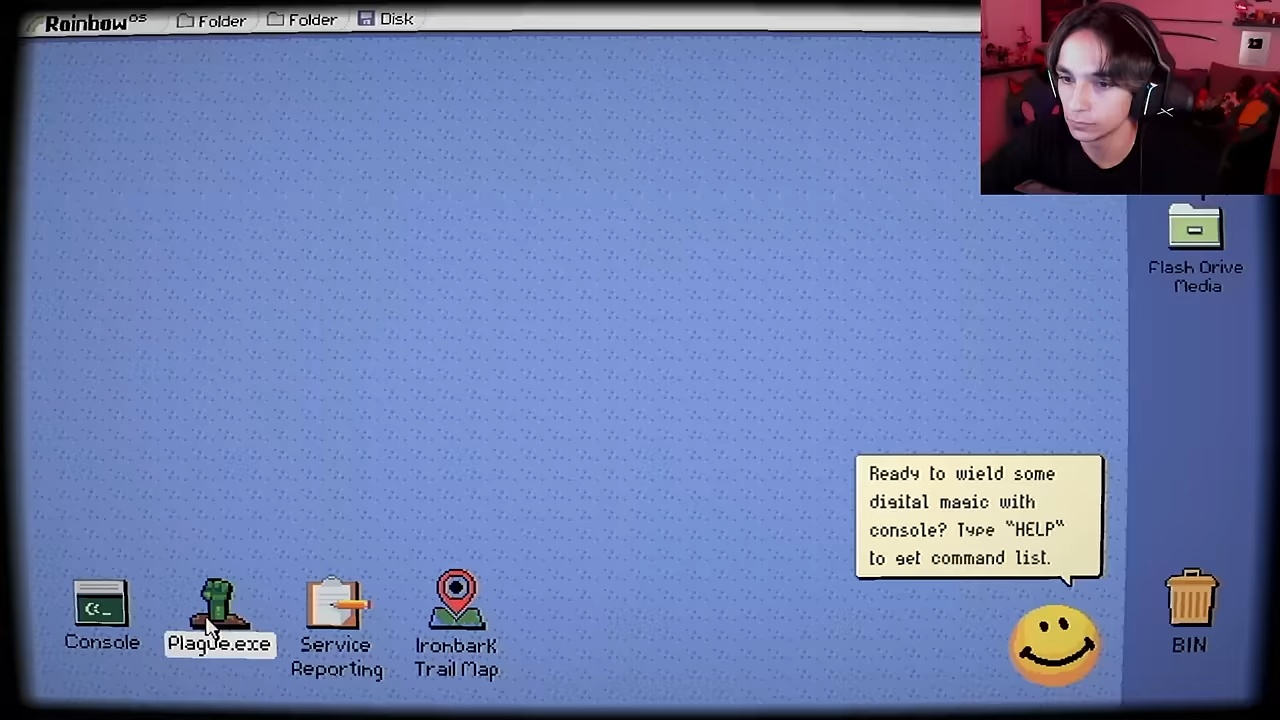 Rainbow OS
Folder
Folder
Disk
Flash Drive
Media
Ready to wield some
digital magic with
console? Type "HELP"
to get command list.
Console
Plague.exe
Service
Reporting
Ironbark
Trail Map
BIN